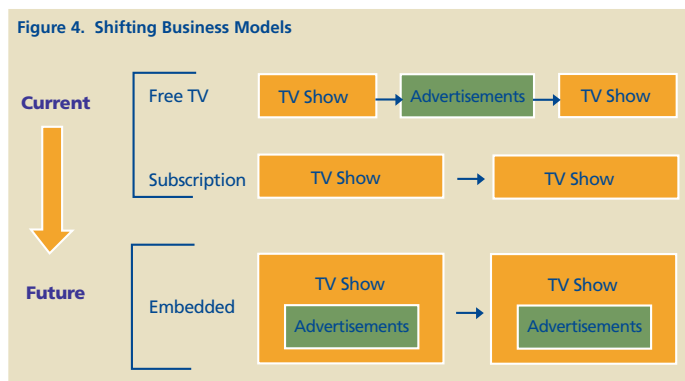 Figure 4. Shifting Business Models
Current
Free TV
TV Show
Advertisements
TV Show
Subscription
TV Show
TV Show
Future
Embedded
TV Show
Advertisements
TV Show
Advertisements